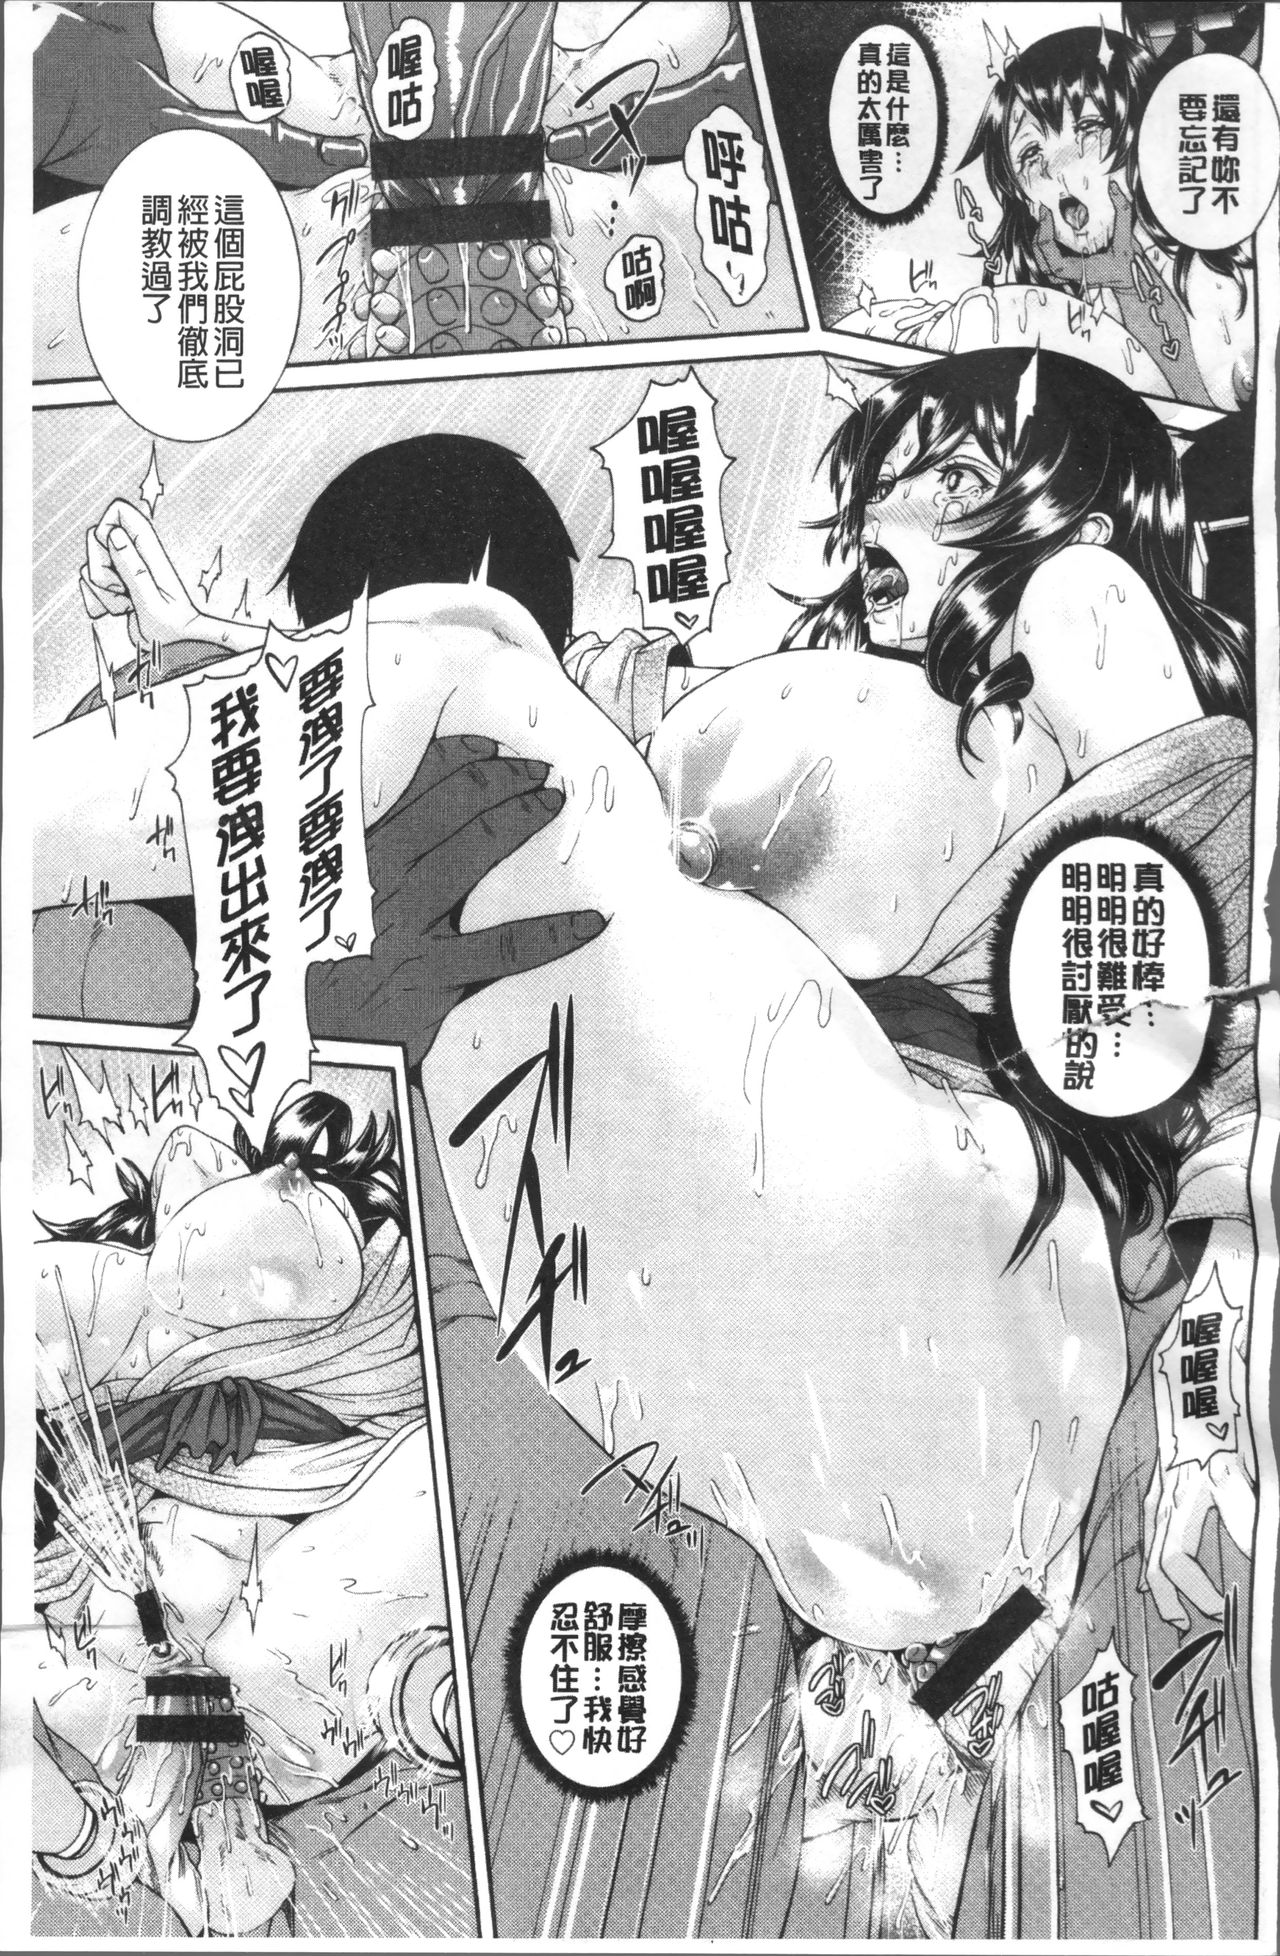 還有妳不
要忘記了
這是什麼…
真的太厲害了
喔咕
喔喔
呼咕
咕啊
這個屁股洞已
經被我們徹底
調教過了
喔喔喔喔
真的好棒…
明明很難受…
明明很討厭的說
要洩了要洩了
我要洩出來了
喔喔喔
摩擦感覺好
舒服…我快
忍不住了♡
咕喔喔